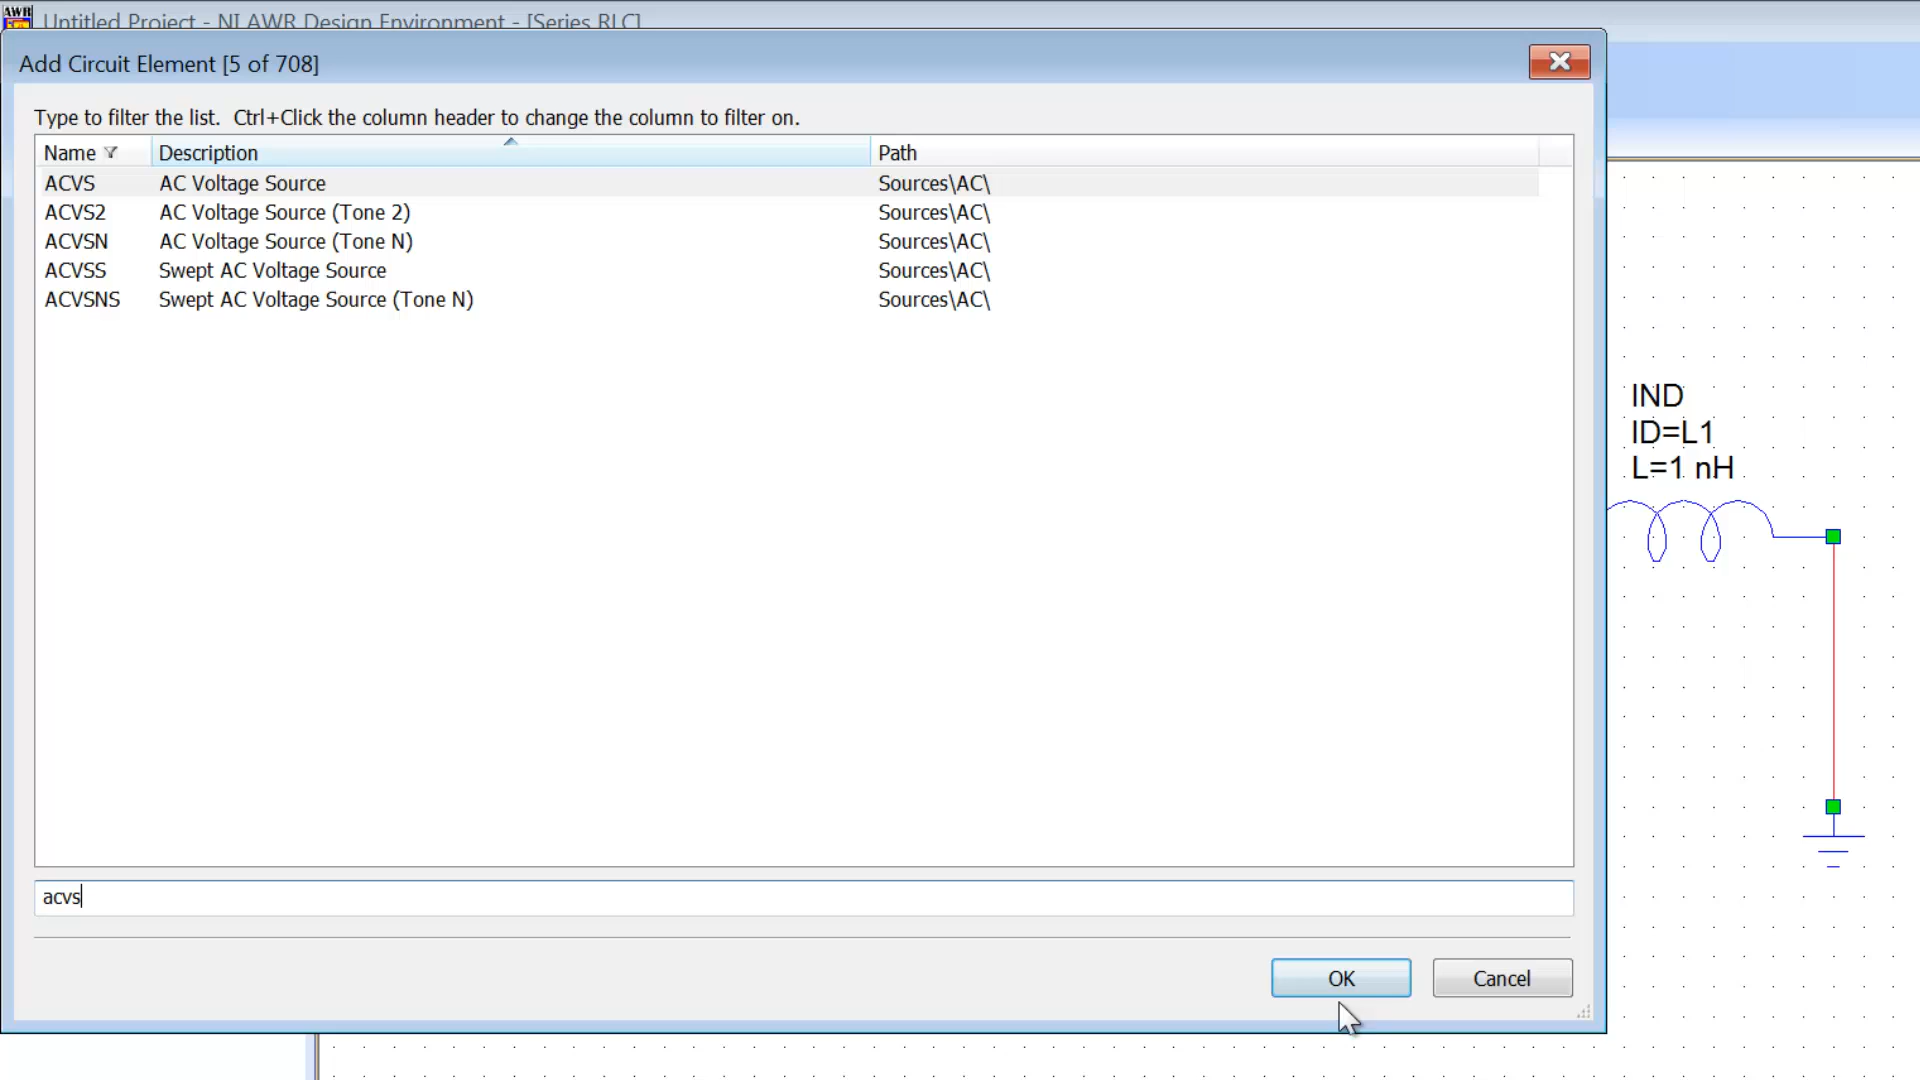 AWR
Untitled Project - NI AWR Design Environment - [Series RLC]
Add Circuit Element [5 of 708]
Type to filter the list.  Ctrl+Click the column header to change the column to filter on.
Name Description Path
ACVS AC Voltage Source Sources\AC\
ACVS2 AC Voltage Source (Tone 2) Sources\AC\
ACVSN AC Voltage Source (Tone N) Sources\AC\
ACVSS Swept AC Voltage Source Sources\AC\
ACVSNS Swept AC Voltage Source (Tone N) Sources\AC\
IND
ID=L1
L=1 nH
acvs
OK Cancel